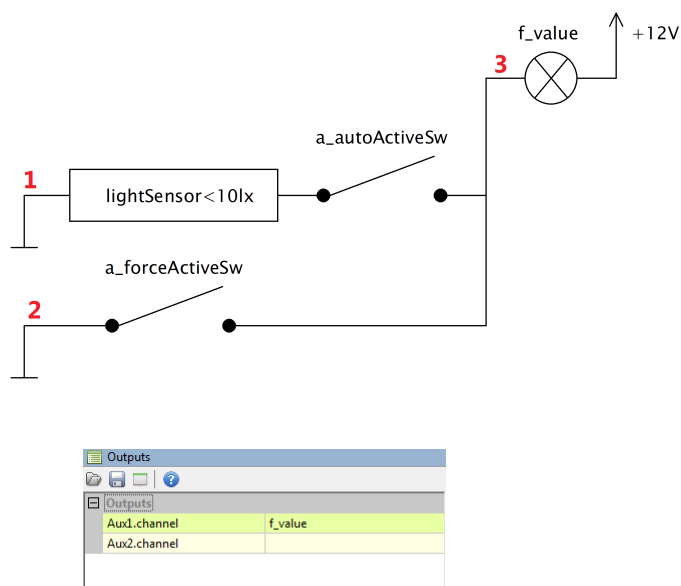 f_value
+12V
3
a_autoActiveSw
1
lightSensor<10lx
a_forceActiveSw
2
Outputs
Outputs
Aux1.channel f_value
Aux2.channel